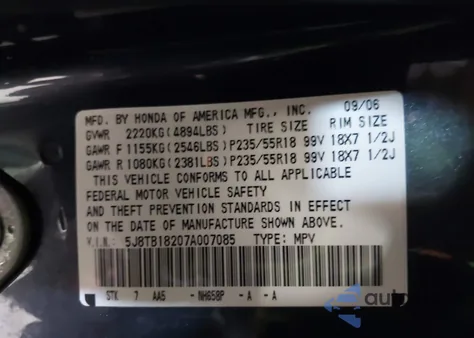 MFD. BY HONDA OF AMERICA MFG., INC. 09/06
GVWR 2220KG(4894LBS) TIRE SIZE RIM SIZE
GAWR F 1155KG(2546LBS)P235/55R18 99V 18X7 1/2J
GAWR R 1080KG(2381LBS)P235/55R18 99V 18X7 1/2J
THIS VEHICLE CONFORMS TO ALL APPLICABLE
FEDERAL MOTOR VEHICLE SAFETY
AND THEFT PREVENTION STANDARDS IN EFFECT
ON THE DATE OF MANUFACTURE SHOWN ABOVE.
V.I.N.: 5J8TB18207A007085 TYPE: MPV
STK 7 AA5 - NH658P - A - A